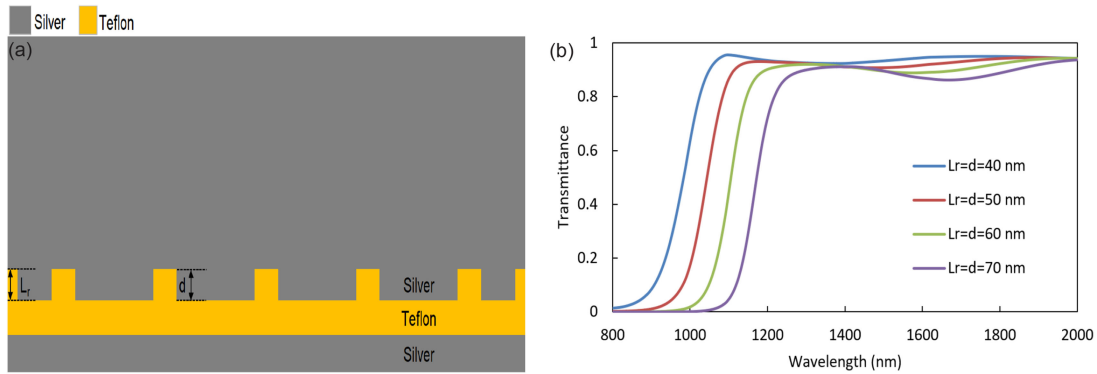 Silver Teflon
(a)
Lr
d
Silver
Teflon
Silver
(b)
1
0.8
0.6
0.4
0.2
0
Transmittance
Lr=d=40 nm
Lr=d=50 nm
Lr=d=60 nm
Lr=d=70 nm
800 1000 1200 1400 1600 1800 2000
Wavelength (nm)